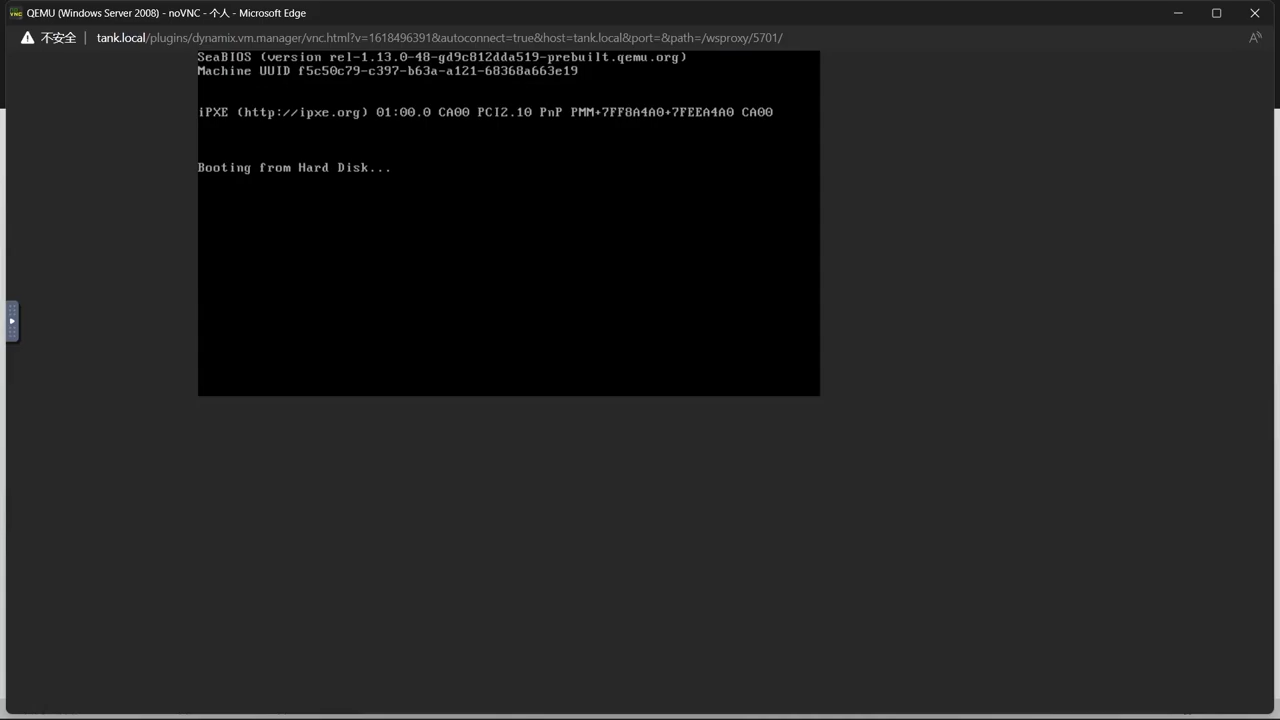 QEMU (Windows Server 2008) - noVNC - 个人 - Microsoft Edge
不安全 | tank.local/plugins/dynamix.vm.manager/vnc.html?v=1618496391&autoconnect=true&host=tank.local&port=&path=/wsproxy/5701/
SeaBIOS (version rel-1.13.0-48-gd9c812dda519-prebuilt.qemu.org)
Machine UUID f5c50c79-c397-b63a-a121-68368a663e19
iPXE (http://ipxe.org) 01:00.0 CA00 PCI2.10 PnP PMM+7FF8A4A0+7FEEA4A0 CA00
Booting from Hard Disk...